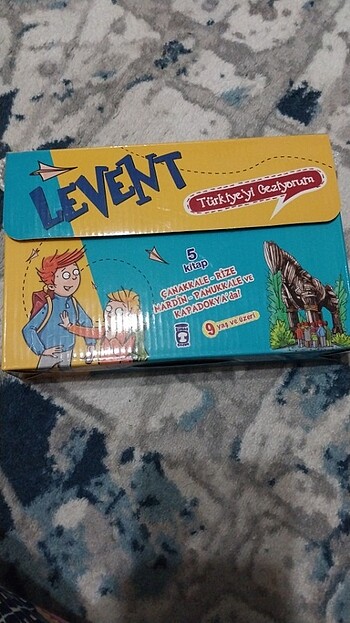 LEVENT
Türkiye'yi Geziyorum
5
kitap
ÇANAKKALE - RİZE
MARDİN - PAMUKKALE ve
KAPADOKYA'da!
9 yaş ve üzeri